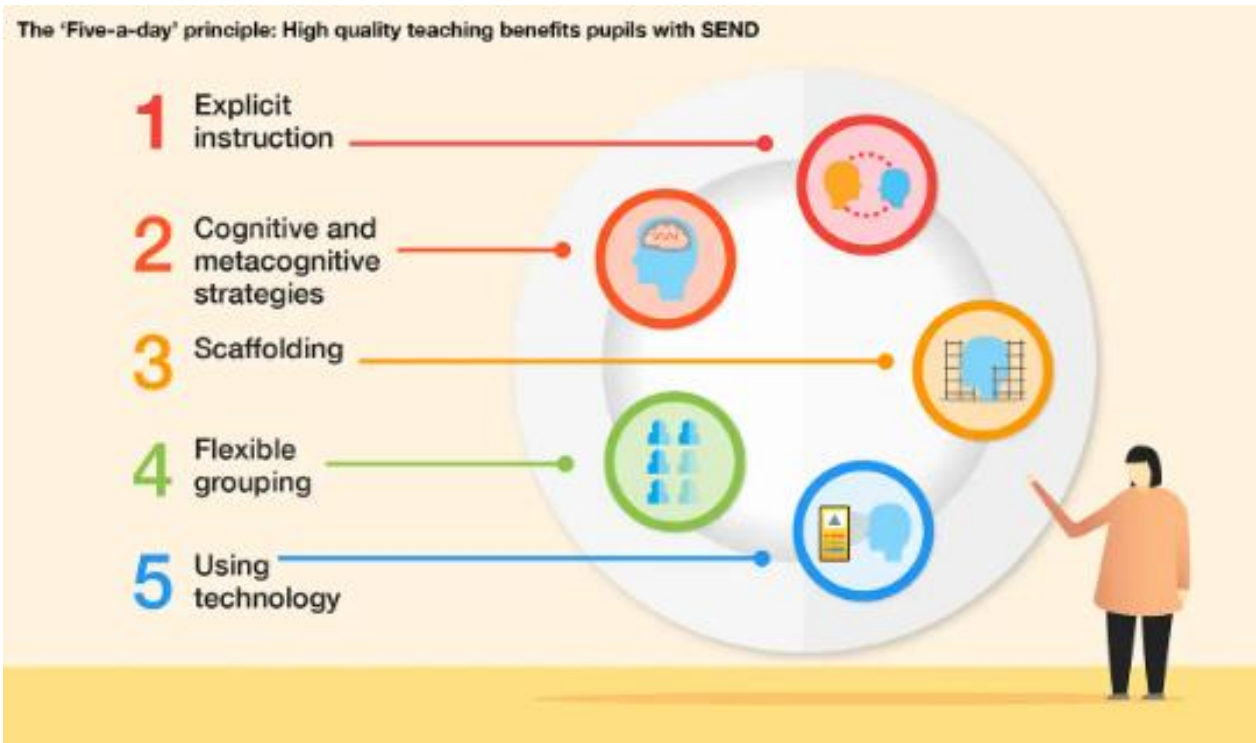 The ‘Five-a-day’ principle: High quality teaching benefits pupils with SEND
1 Explicit
instruction
2 Cognitive and
metacognitive
strategies
3 Scaffolding
4 Flexible
grouping
5 Using
technology